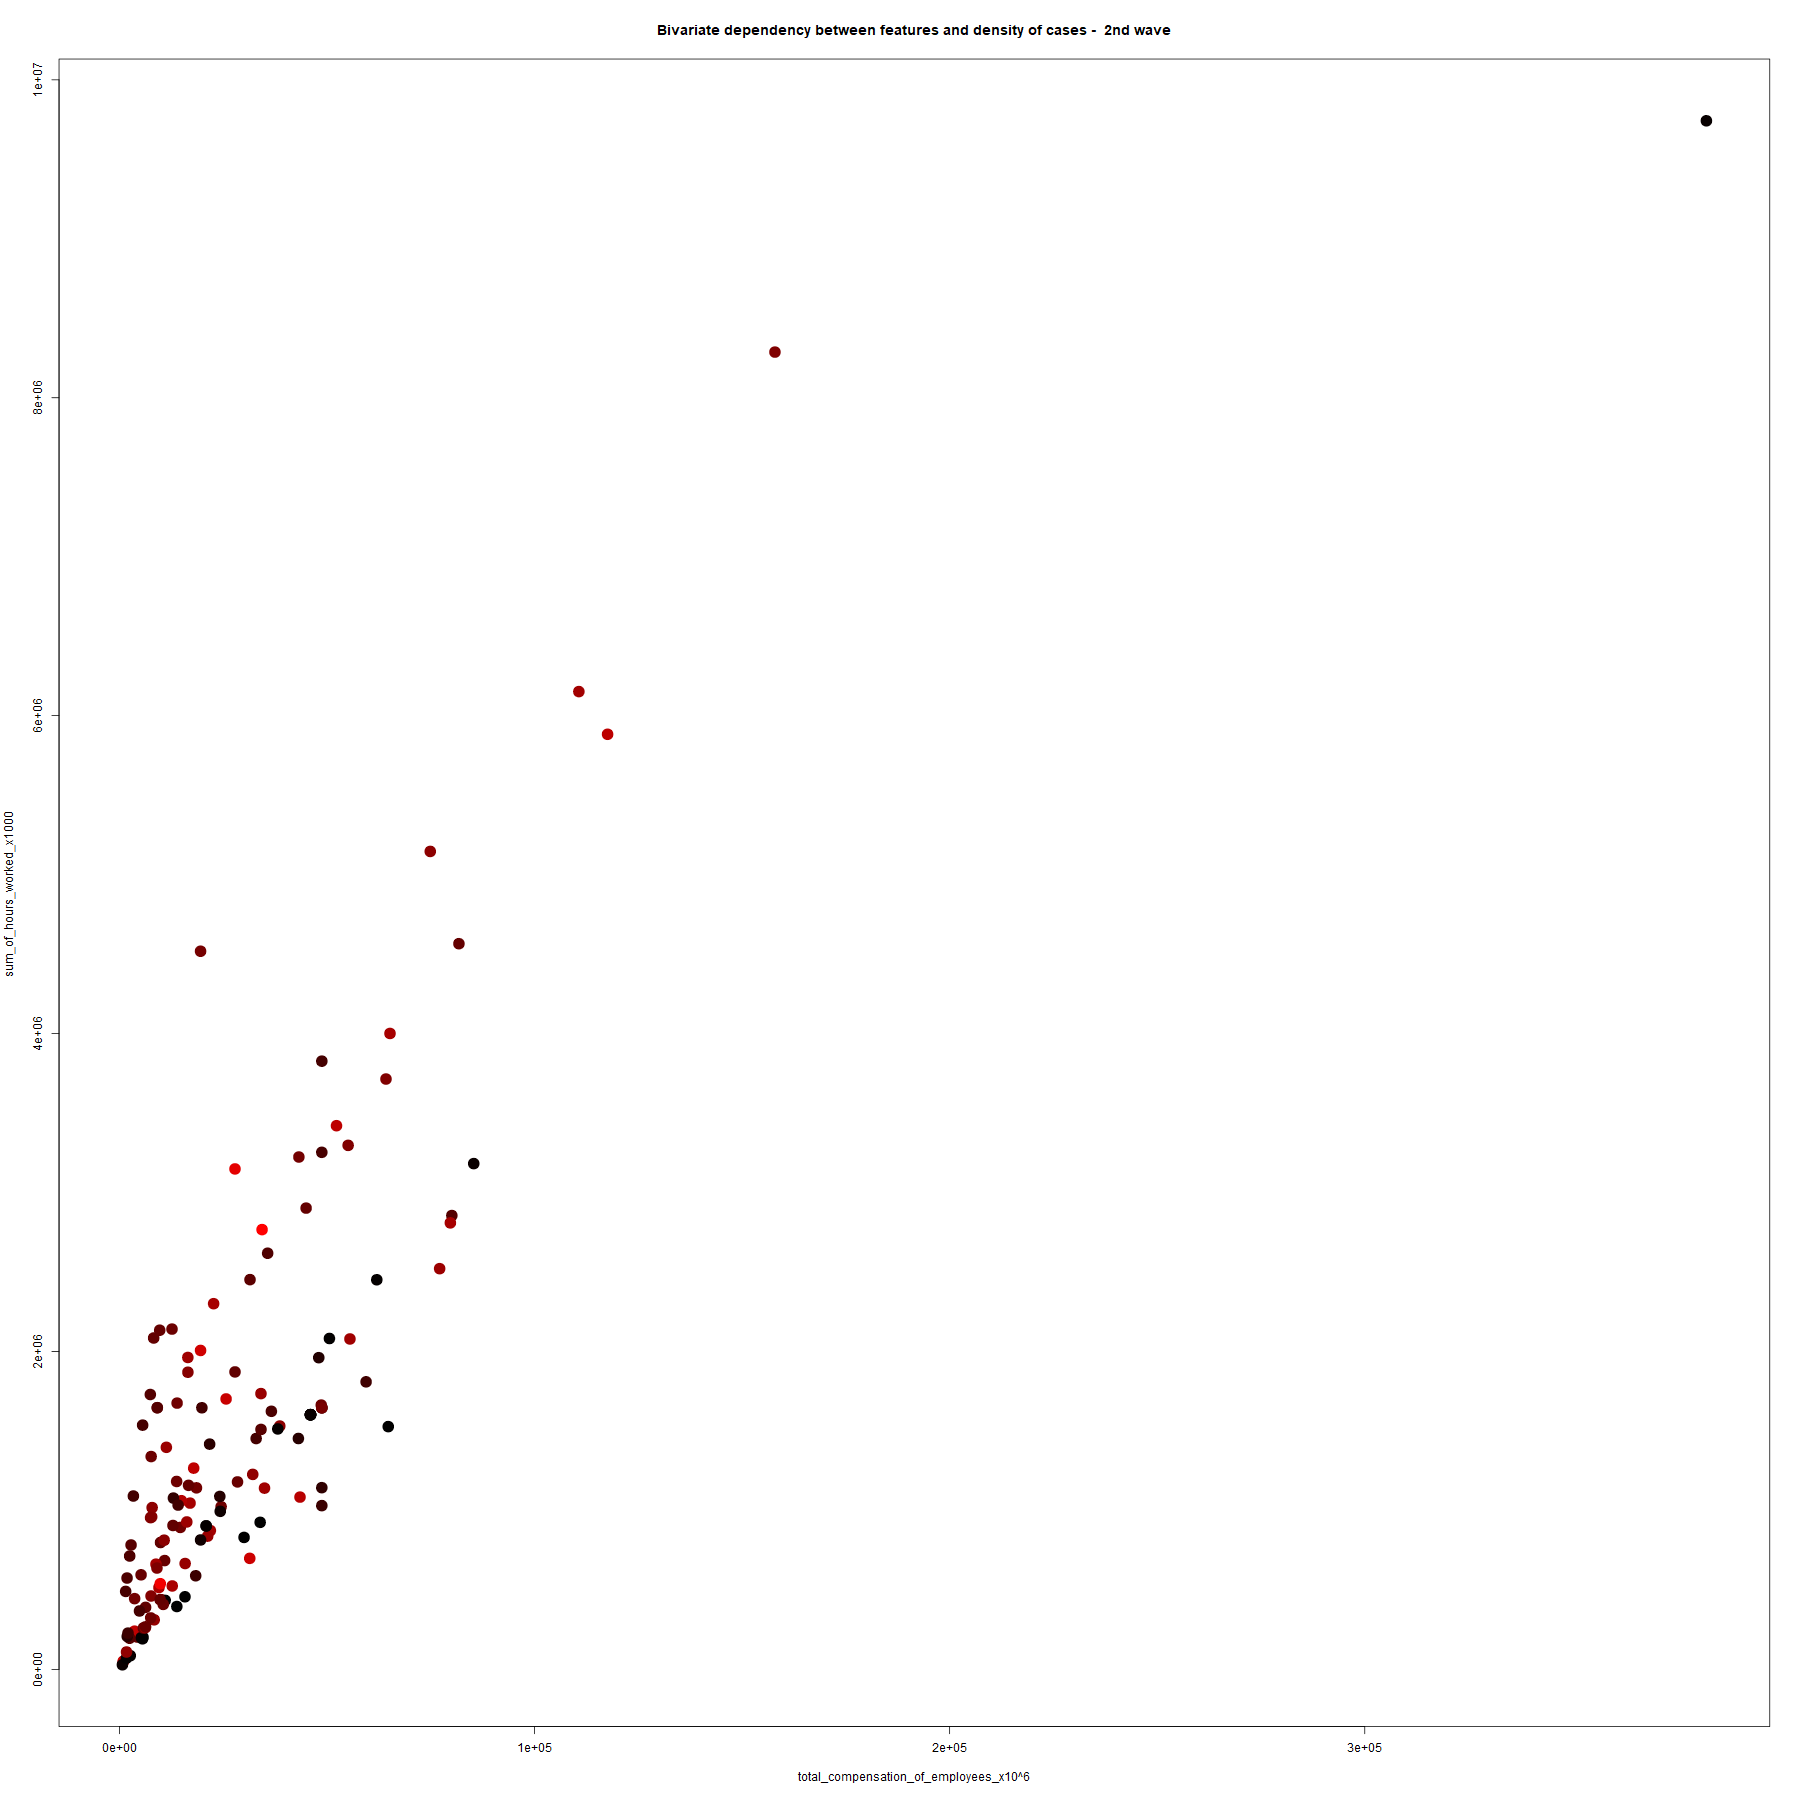 Bivariate dependency between features and density of cases -  2nd wave
1e+07
8e+06
6e+06
4e+06
2e+06
0e+00
sum_of_hours_worked_x1000
0e+00
1e+05
2e+05
3e+05
total_compensation_of_employees_x10^6